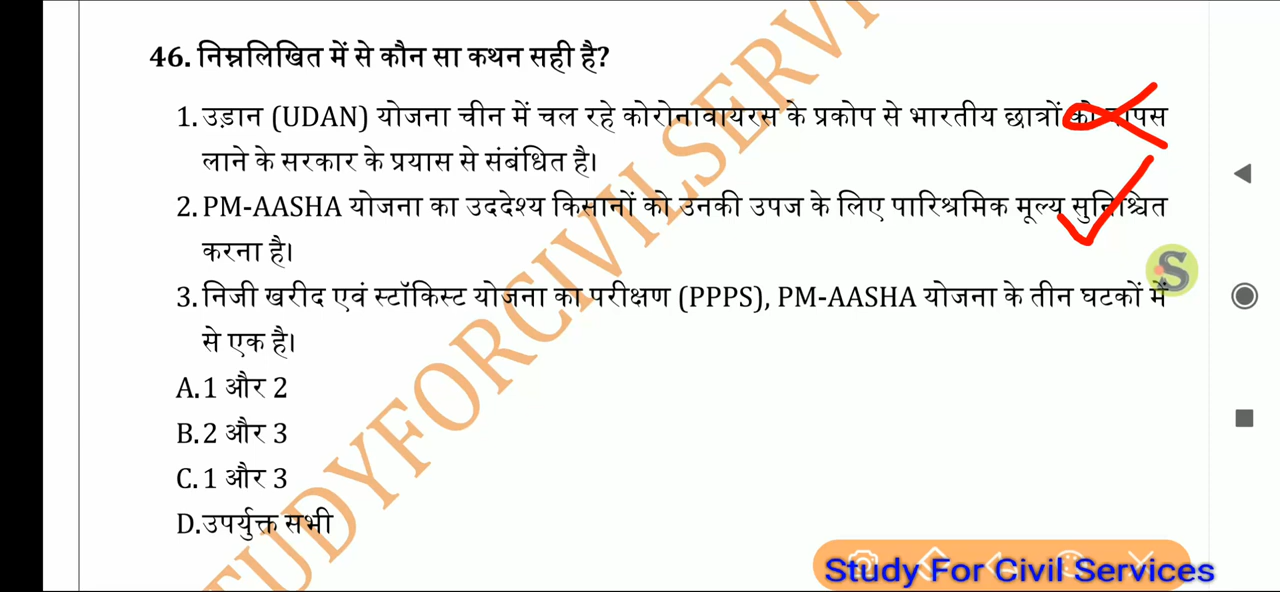 46. निम्नलिखित में से कौन सा कथन सही है?
1. उड़ान (UDAN) योजना चीन में चल रहे कोरोनावायरस के प्रकोप से भारतीय छात्रों को वापस
लाने के सरकार के प्रयास से संबंधित है।
2. PM-AASHA योजना का उददेश्य किसानों को उनकी उपज के लिए पारिश्रमिक मूल्य सुनिश्चित
करना है।
3. निजी खरीद एवं स्टॉकिस्ट योजना का परीक्षण (PPPS), PM-AASHA योजना के तीन घटकों में
से एक है।
A. 1 और 2
B. 2 और 3
C. 1 और 3
D. उपर्युक्त सभी
STUDYFORCIVILSERVI
S
Study For Civil Services